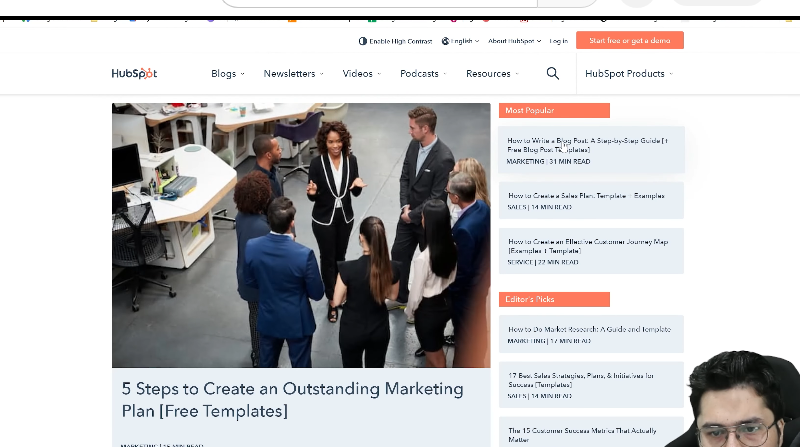 Enable High Contrast English About HubSpot Log in Start free or get a demo
HubSpot Blogs Newsletters Videos Podcasts Resources HubSpot Products
Most Popular
How to Write a Blog Post: A Step-by-Step Guide [+
Free Blog Post Templates]
MARKETING | 31 MIN READ
How to Create a Sales Plan: Template + Examples
SALES | 14 MIN READ
How to Create an Effective Customer Journey Map
[Examples + Template]
SERVICE | 22 MIN READ
Editor's Picks
How to Do Market Research: A Guide and Template
MARKETING | 17 MIN READ
17 Best Sales Strategies, Plans, & Initiatives for
Success [Templates]
SALES | 14 MIN READ
The 15 Customer Success Metrics That Actually
Matter
5 Steps to Create an Outstanding Marketing
Plan [Free Templates]